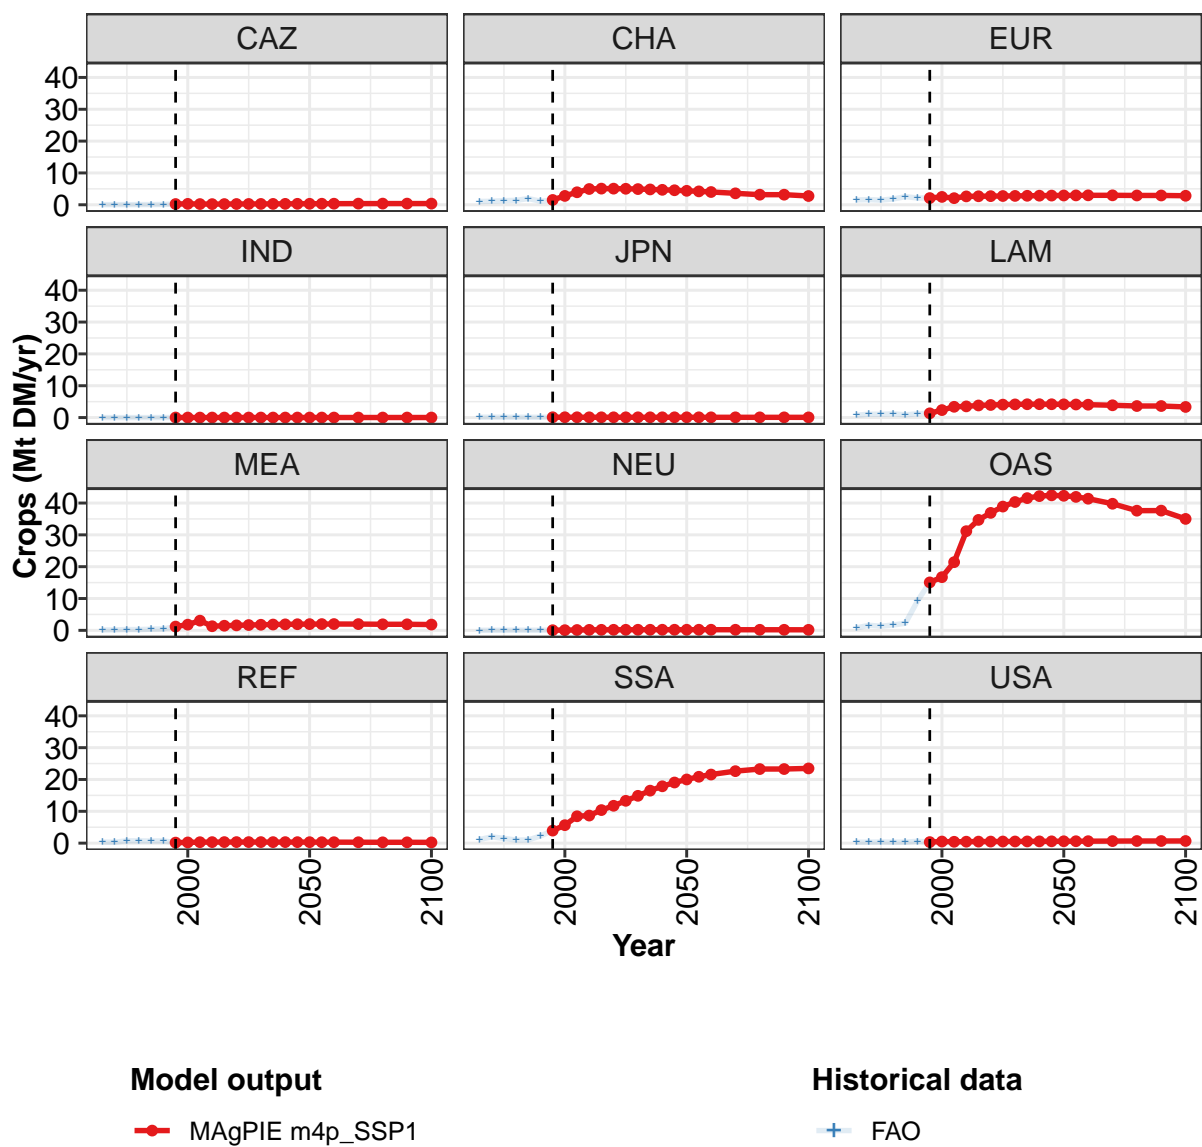 CAZ CHA EUR
40
30
20
10
0
IND JPN LAM
40
30
20
10
0
MEA NEU OAS
40
30
20
10
0
REF SSA USA
40
30
20
10
0
Crops (Mt DM/yr)
2000 2050 2100 2000 2050 2100 2000 2050 2100
Year
Model output Historical data
MAgPIE m4p_SSP1 FAO